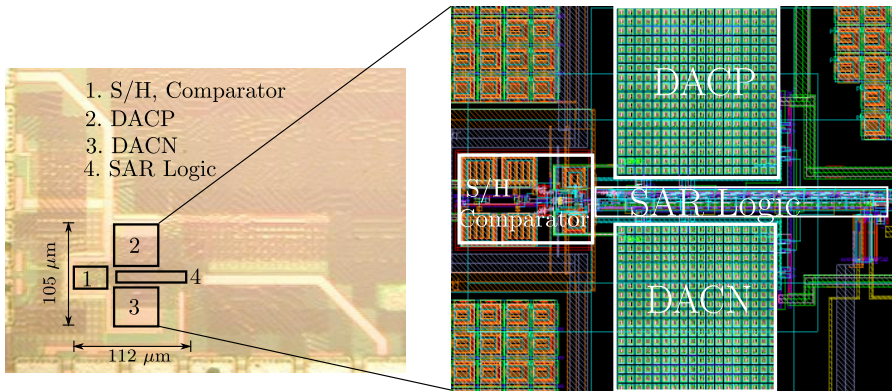 1. S/H, Comparator
2. DACP
3. DACN
4. SAR Logic
2
1
4
3
105 µm
112 µm
DACP
S/H
Comparator
SAR Logic
DACN